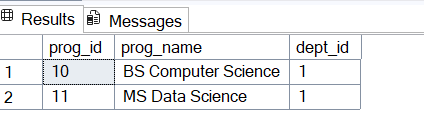 Results Messages
prog_id prog_name dept_id
1 10 BS Computer Science 1
2 11 MS Data Science 1